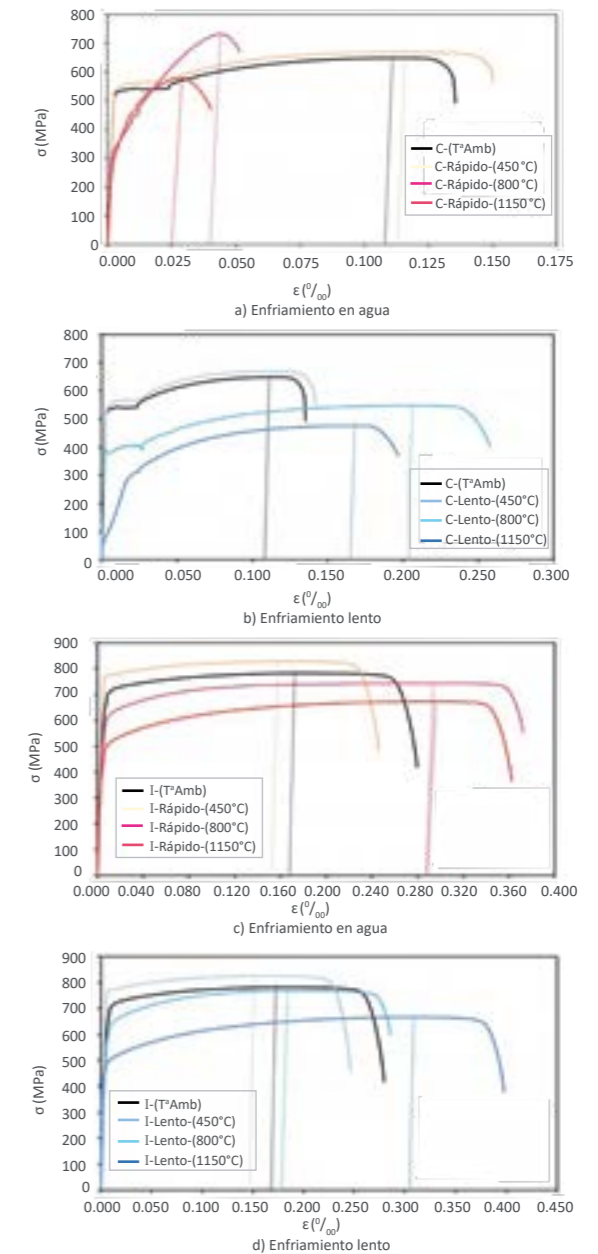 800
700
600
500
400
300
200
100
0
σ (MPa)
C-(TªAmb)
C-Rápido-(450°C)
C-Rápido-(800°C)
C-Rápido-(1150°C)
0.000 0.025 0.050 0.075 0.100 0.125 0.150 0.175
ε (⁰/₀₀)
a) Enfriamiento en agua
800
700
600
500
400
300
200
100
0
σ (MPa)
C-(TªAmb)
C-Lento-(450°C)
C-Lento-(800°C)
C-Lento-(1150°C)
0.000 0.050 0.100 0.150 0.200 0.250 0.300
ε (⁰/₀₀)
b) Enfriamiento lento
900
800
700
600
500
400
300
200
100
0
σ (MPa)
I-(TªAmb)
I-Rápido-(450°C)
I-Rápido-(800°C)
I-Rápido-(1150°C)
0.000 0.040 0.080 0.120 0.160 0.200 0.240 0.280 0.320 0.360 0.400
ε (⁰/₀₀)
c) Enfriamiento en agua
900
800
700
600
500
400
300
200
100
0
σ (MPa)
I-(TªAmb)
I-Lento-(450°C)
I-Lento-(800°C)
I-Lento-(1150°C)
0.000 0.050 0.100 0.150 0.200 0.250 0.300 0.350 0.400 0.450
ε (⁰/₀₀)
d) Enfriamiento lento